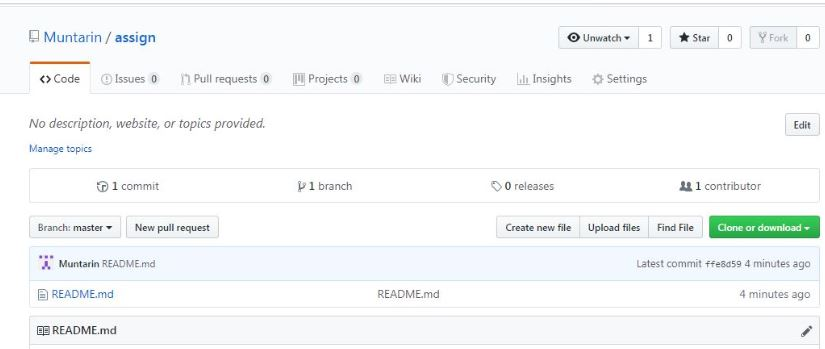 Muntarin / assign
Unwatch 1 Star 0 Fork 0
Code Issues 0 Pull requests 0 Projects 0 Wiki Security Insights Settings
No description, website, or topics provided. Edit
Manage topics
1 commit 1 branch 0 releases 1 contributor
Branch: master New pull request Create new file Upload files Find File Clone or download
Muntarin README.md Latest commit ffe8d59 4 minutes ago
README.md README.md 4 minutes ago
README.md